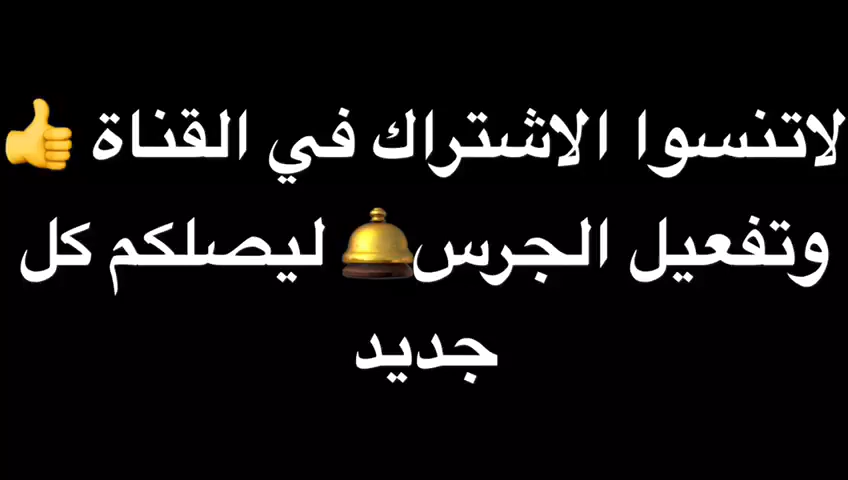 لاتنسوا الاشتراك في القناة 👍
وتفعيل الجرس🛎️ ليصلكم كل
جديد